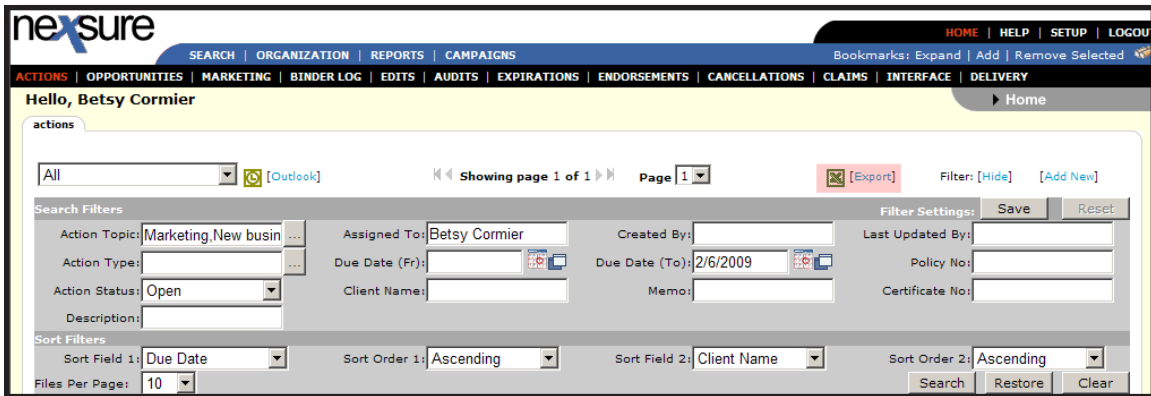 nexsure
HOME | HELP | SETUP | LOGOUT
SEARCH | ORGANIZATION | REPORTS | CAMPAIGNS
Bookmarks: Expand | Add | Remove Selected
ACTIONS | OPPORTUNITIES | MARKETING | BINDER LOG | EDITS | AUDITS | EXPIRATIONS | ENDORSEMENTS | CANCELLATIONS | CLAIMS | INTERFACE | DELIVERY
Hello, Betsy Cormier
Home
actions
All [Outlook] Showing page 1 of 1 Page 1 [Export] Filter: [Hide] [Add New]
Search Filters Filter Settings: Save Reset
Action Topic: Marketing,New busin ... Assigned To: Betsy Cormier Created By: Last Updated By:
Action Type: ... Due Date (Fr): Due Date (To): 2/6/2009 Policy No:
Action Status: Open Client Name: Memo: Certificate No:
Description:
Sort Filters
Sort Field 1: Due Date Sort Order 1: Ascending Sort Field 2: Client Name Sort Order 2: Ascending
Files Per Page: 10 Search Restore Clear